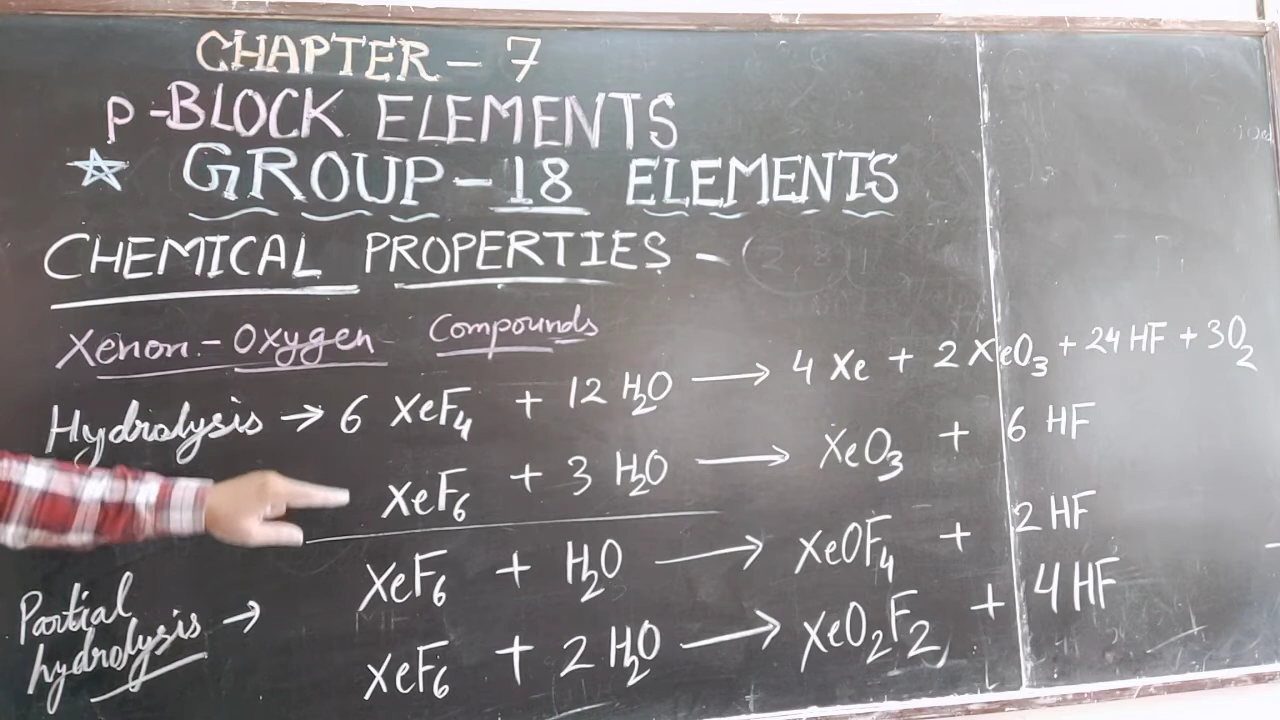 CHAPTER - 7
p-BLOCK ELEMENTS
☆ GROUP-18 ELEMENTS
CHEMICAL PROPERTIES -
Xenon-Oxygen Compounds
Hydrolysis → 6 XeF₄ + 12 H₂O → 4 Xe + 2 XeO₃ + 24 HF + 3O₂
XeF₆ + 3 H₂O → XeO₃ + 6 HF
XeF₆ + H₂O → XeOF₄ + 2 HF
Partial hydrolysis →
XeF₆ + 2 H₂O → XeO₂F₂ + 4 HF